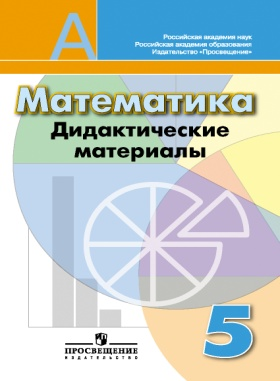 А
Российская академия наук
Российская академия образования
Издательство «Просвещение»
Математика
Дидактические
материалы
5
ПРОСВЕЩЕНИЕ
ИЗДАТЕЛЬСТВО